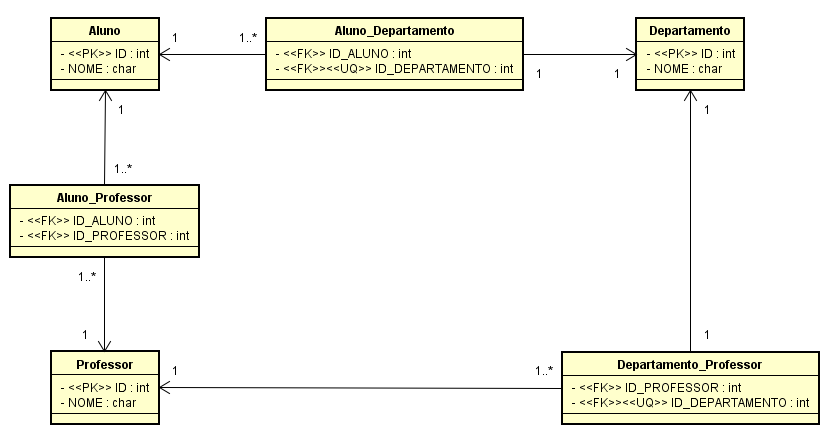 Aluno
- <<PK>> ID : int
- NOME : char
1
1..*
Aluno_Departamento
- <<FK>> ID_ALUNO : int
- <<FK>><<UQ>> ID_DEPARTAMENTO : int
1
1
Departamento
- <<PK>> ID : int
- NOME : char
1
1
1..*
Aluno_Professor
- <<FK>> ID_ALUNO : int
- <<FK>> ID_PROFESSOR : int
1..*
1
1
Professor
- <<PK>> ID : int
- NOME : char
1
1..*
Departamento_Professor
- <<FK>> ID_PROFESSOR : int
- <<FK>><<UQ>> ID_DEPARTAMENTO : int